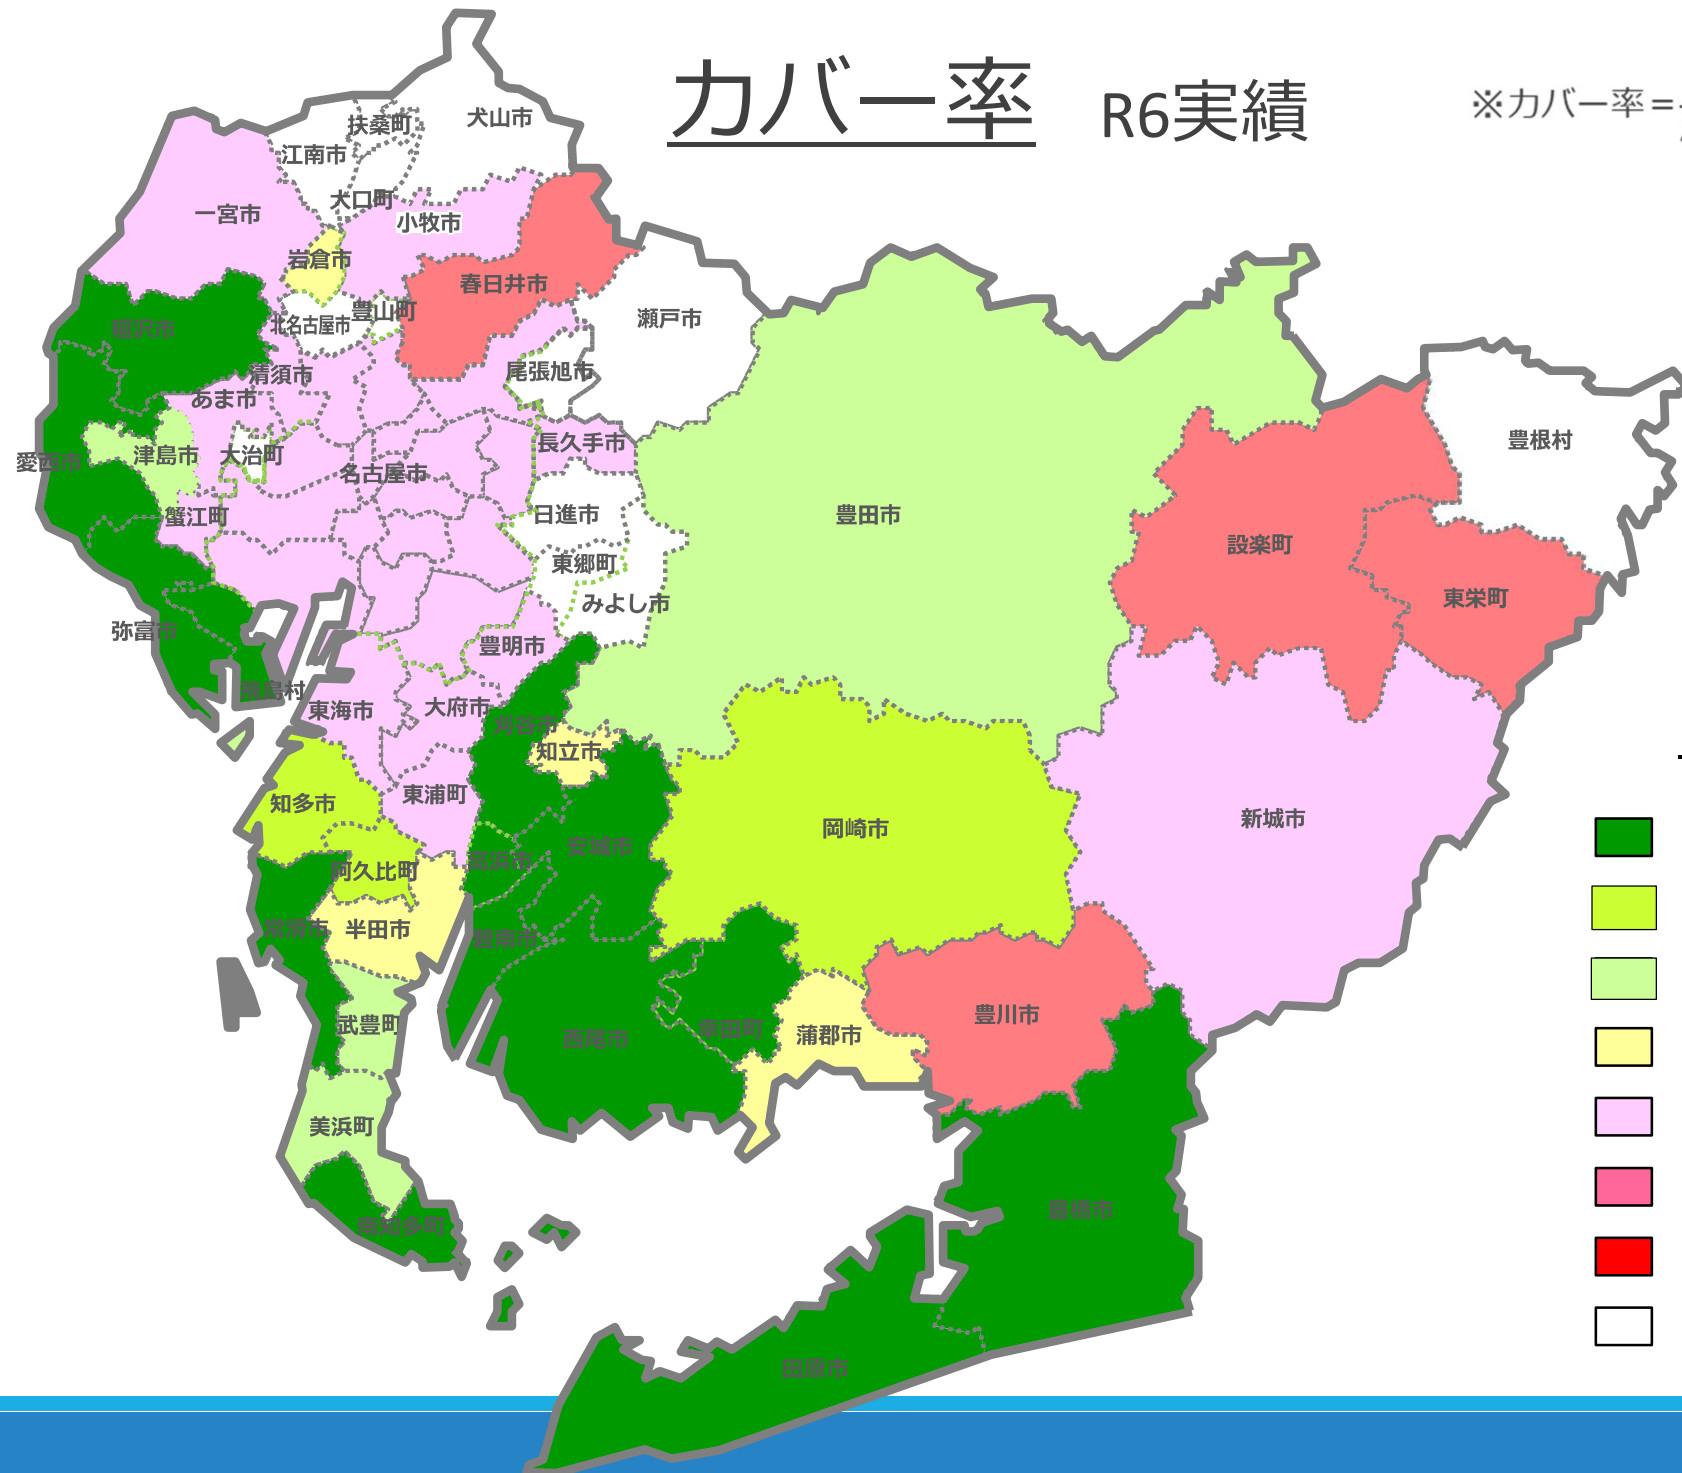 カバー率 R6実績
※カバー率=
犬山市
扶桑町
江南市
大口町
一宮市
小牧市
岩倉市
春日井市
豊山町
北名古屋市
瀬戸市
稲沢市
尾張旭市
清須市
あま市
豊根村
長久手市
津島市
大治町
愛西市
名古屋市
蟹江町
日進市
豊田市
設楽町
東郷町
東栄町
みよし市
弥富市
豊明市
飛島村
東海市
大府市
刈谷市
知立市
東浦町
知多市
新城市
岡崎市
安城市
高浜市
阿久比町
常滑市
半田市
碧南市
豊川市
武豊町
幸田町
蒲郡市
西尾市
美浜町
豊橋市
南知多町
田原市